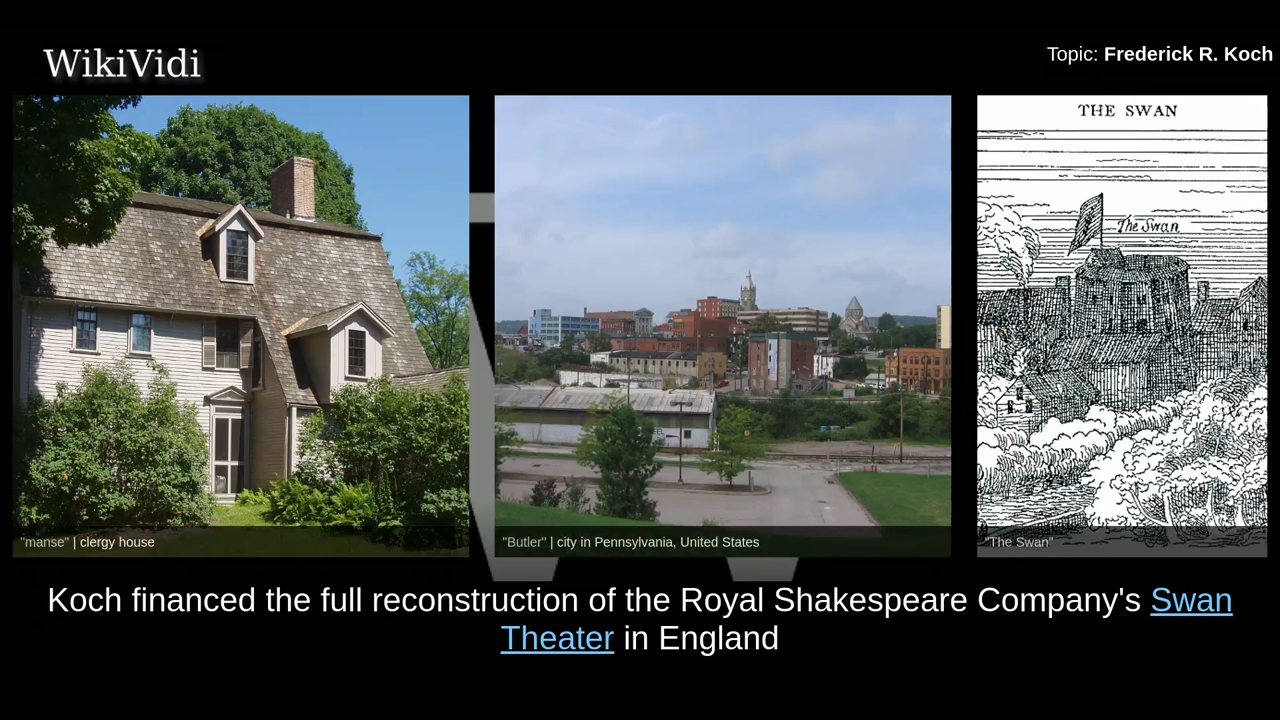 WikiVidi
Topic: Frederick R. Koch
THE SWAN
The Swan
"manse" | clergy house
"Butler" | city in Pennsylvania, United States
"The Swan"
Koch financed the full reconstruction of the Royal Shakespeare Company's Swan
Theater in England